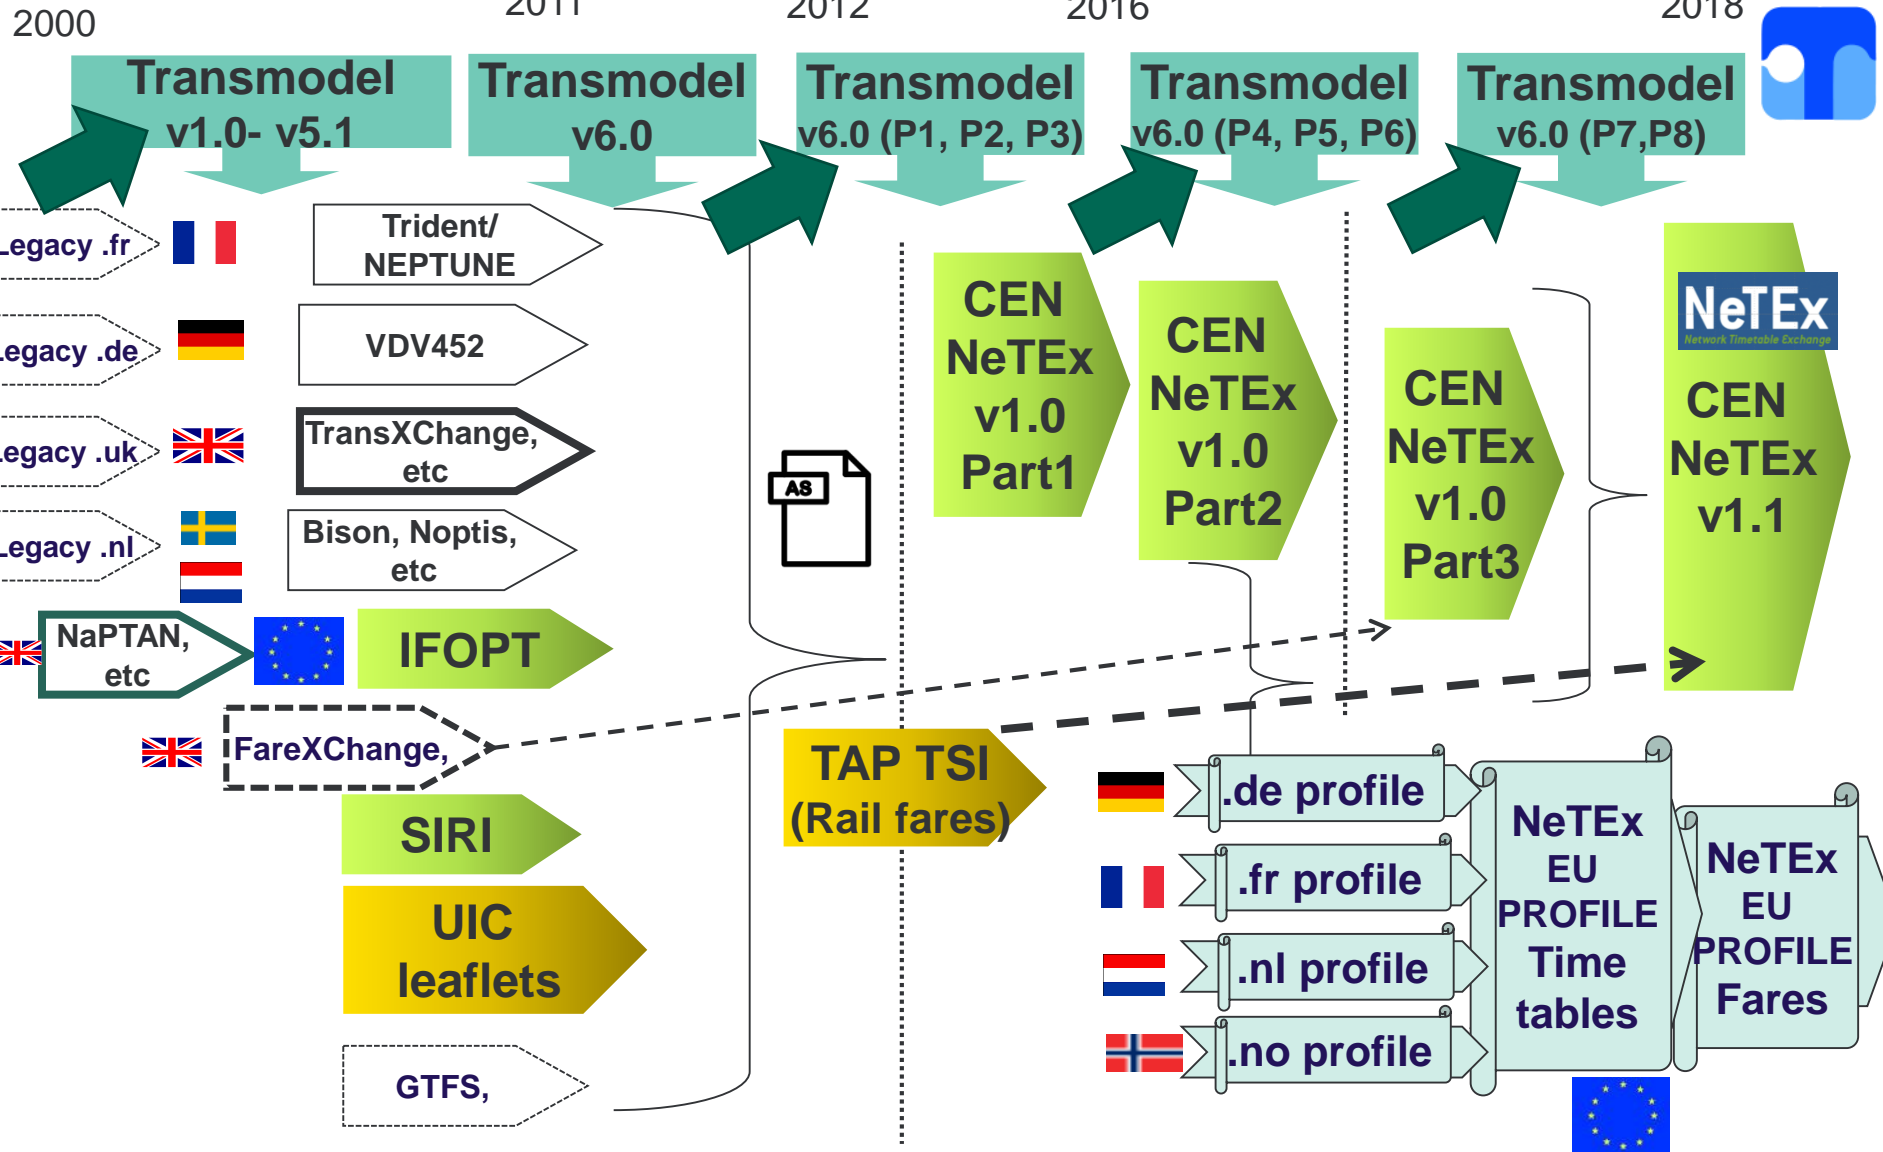 2000
2011
2012
2016
2018
Transmodel
v1.0- v5.1
Transmodel
v6.0
Transmodel
v6.0 (P1, P2, P3)
Transmodel
v6.0 (P4, P5, P6)
Transmodel
v6.0 (P7,P8)
Legacy .fr
Trident/
NEPTUNE
Legacy .de
VDV452
Legacy .uk
TransXChange,
etc
Legacy .nl
Bison, Noptis,
etc
NaPTAN,
etc
IFOPT
FareXChange,
SIRI
UIC
leaflets
GTFS,
AS
TAP TSI
(Rail fares)
CEN
NeTEx
v1.0
Part1
CEN
NeTEx
v1.0
Part2
CEN
NeTEx
v1.0
Part3
NeTEx
Network Timetable Exchange
CEN
NeTEx
v1.1
.de profile
.fr profile
.nl profile
.no profile
NeTEx
EU
PROFILE
Time
tables
NeTEx
EU
PROFILE
Fares